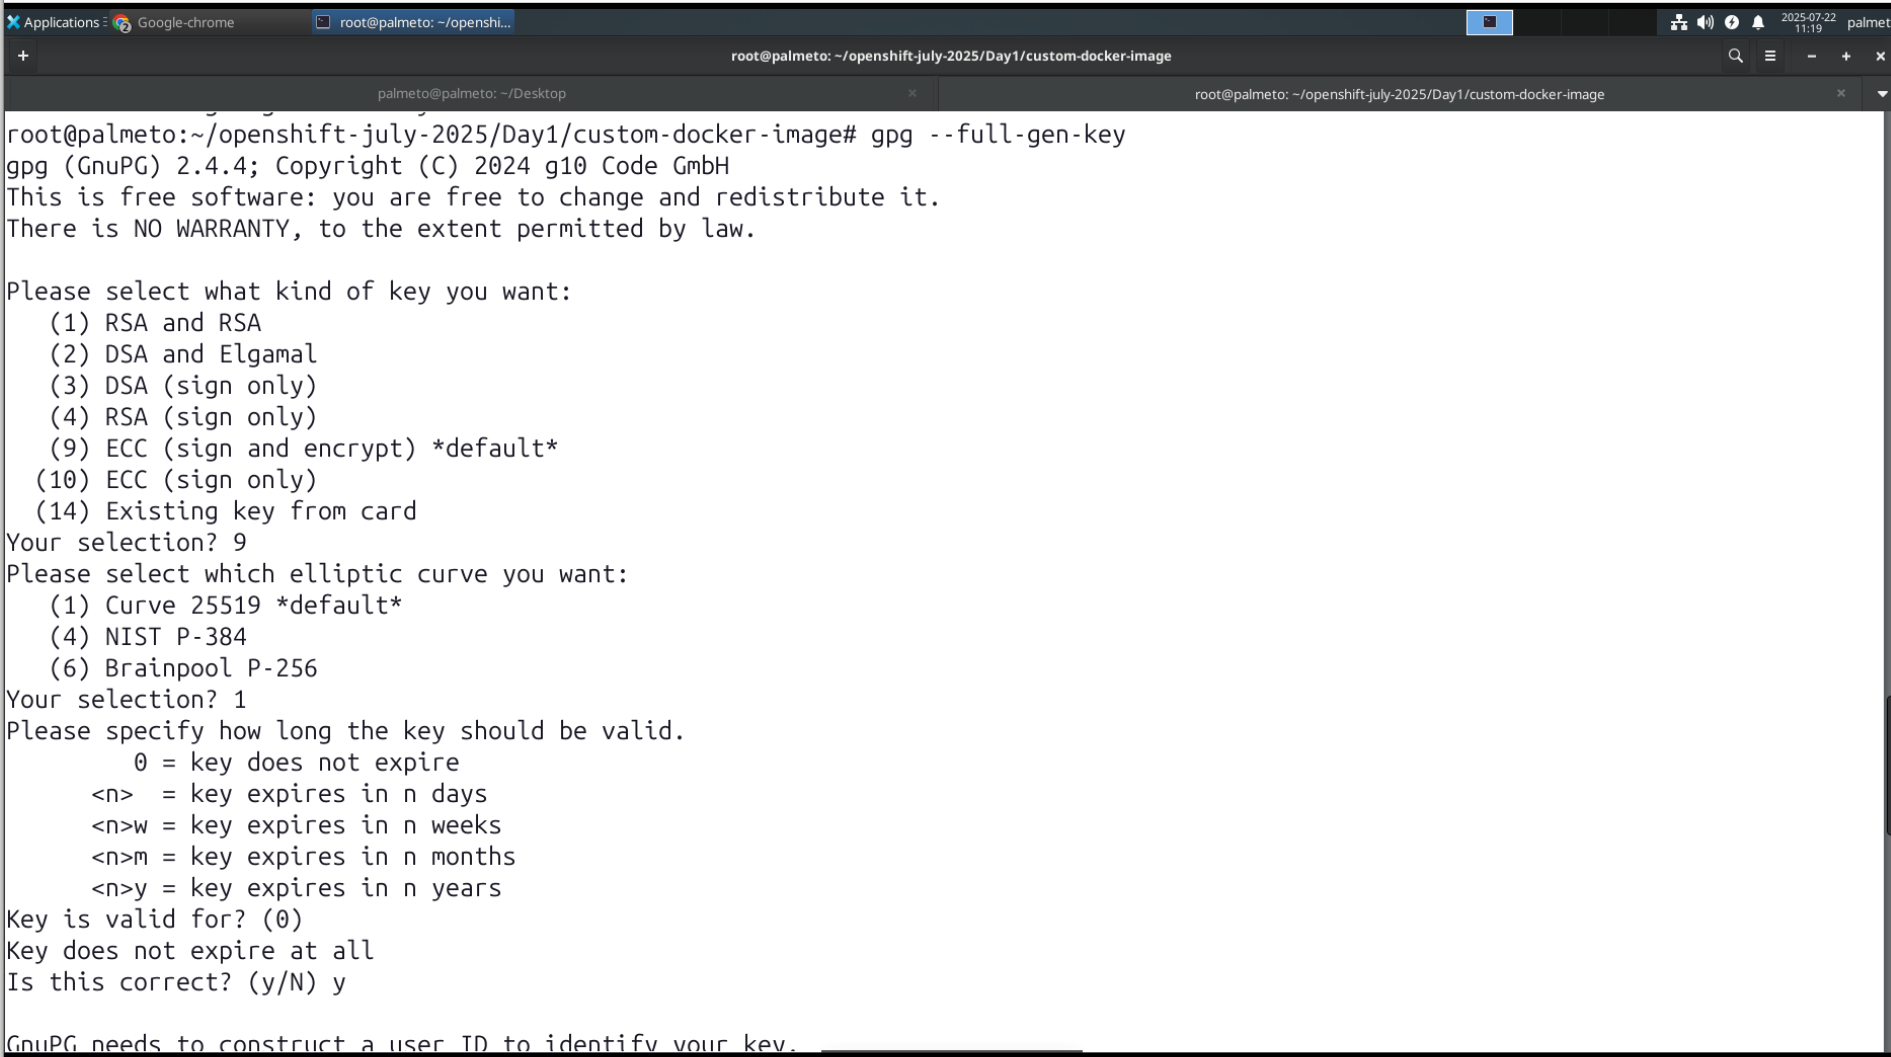 Applications
Google-chrome
root@palmeto: ~/openshi...
2025-07-22
11:19
palmet
root@palmeto: ~/openshift-july-2025/Day1/custom-docker-image
palmeto@palmeto: ~/Desktop
root@palmeto: ~/openshift-july-2025/Day1/custom-docker-image
root@palmeto:~/openshift-july-2025/Day1/custom-docker-image# gpg --full-gen-key
gpg (GnuPG) 2.4.4; Copyright (C) 2024 g10 Code GmbH
This is free software: you are free to change and redistribute it.
There is NO WARRANTY, to the extent permitted by law.
Please select what kind of key you want:
(1) RSA and RSA
(2) DSA and Elgamal
(3) DSA (sign only)
(4) RSA (sign only)
(9) ECC (sign and encrypt) *default*
(10) ECC (sign only)
(14) Existing key from card
Your selection? 9
Please select which elliptic curve you want:
(1) Curve 25519 *default*
(4) NIST P-384
(6) Brainpool P-256
Your selection? 1
Please specify how long the key should be valid.
0 = key does not expire
<n>  = key expires in n days
<n>w = key expires in n weeks
<n>m = key expires in n months
<n>y = key expires in n years
Key is valid for? (0)
Key does not expire at all
Is this correct? (y/N) y
GnuPG needs to construct a user ID to identify your key.